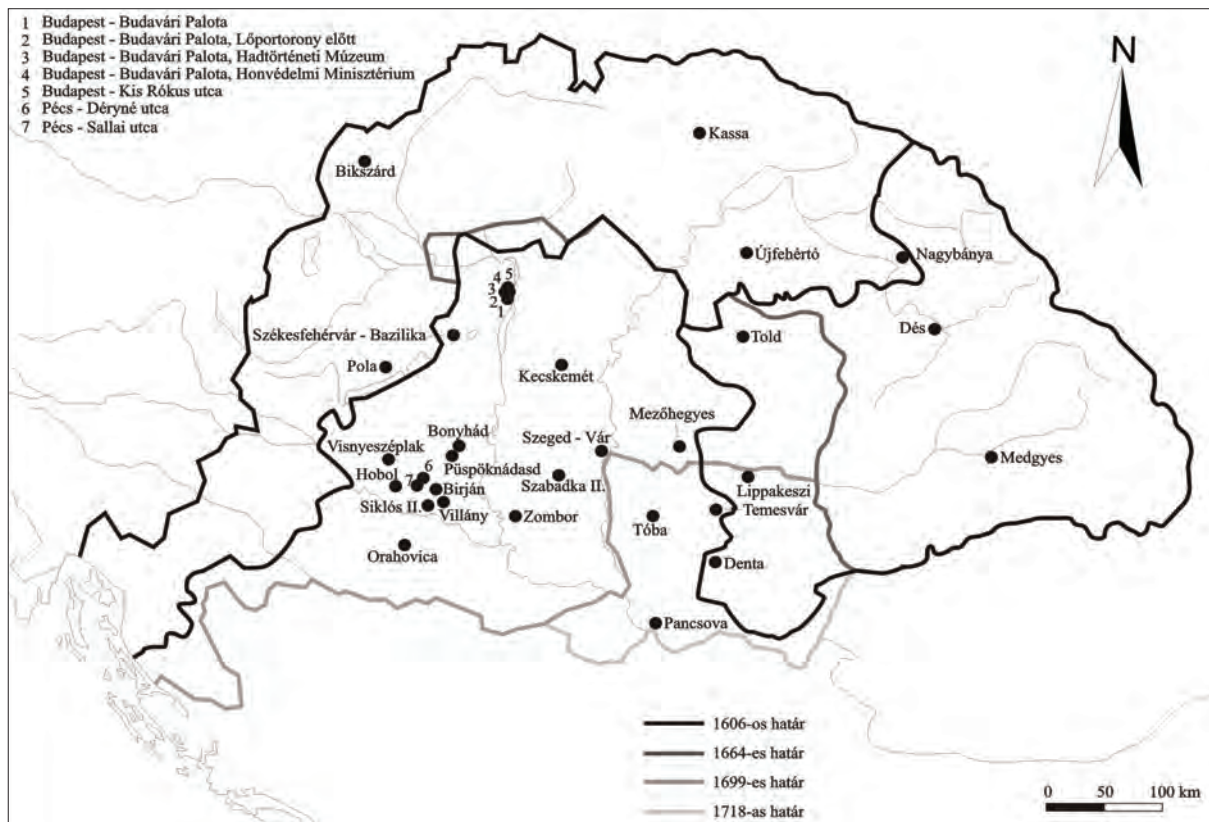 1 Budapest - Budavári Palota
2 Budapest - Budavári Palota, Lőportorony előtt
3 Budapest - Budavári Palota, Hadtörténeti Múzeum
4 Budapest - Budavári Palota, Honvédelmi Minisztérium
5 Budapest - Kis Rókus utca
6 Pécs - Déryné utca
7 Pécs - Sallai utca
N
Kassa
Bikszárd
Újfehértó
Nagybánya
4 5
3
2
1
Székesfehérvár - Bazilika
Told
Dés
Pola
Kecskemét
Mezőhegyes
Bonyhád
Szeged - Vár
Visnyeszéplak
Püspöknádasd
Medgyes
Hobol
7 6
Birján
Szabadka II.
Lippakeszi
Siklós II.
Villány
Zombor
Tóba
Temesvár
Orahovica
Denta
Pancsova
1606-os határ
1664-es határ
1699-es határ
1718-as határ
0 50 100 km